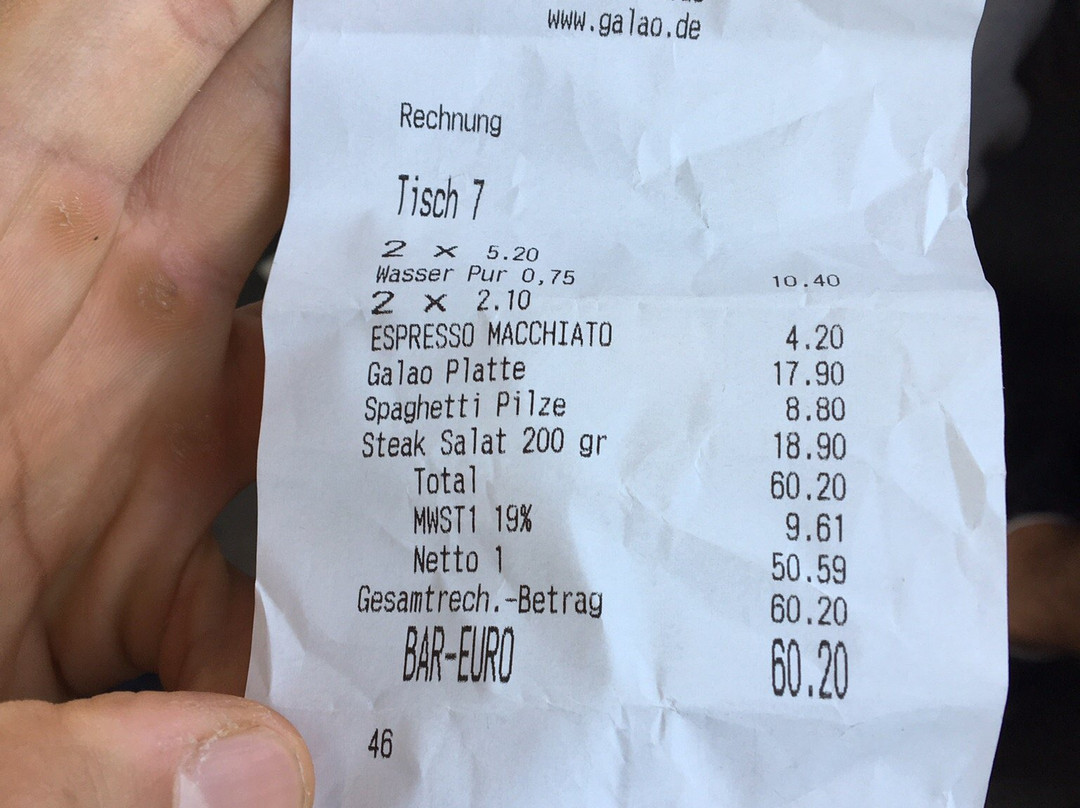 www.galao.de
Rechnung
Tisch 7
2 x 5.20
Wasser Pur 0,75 10.40
2 x 2.10
ESPRESSO MACCHIATO 4.20
Galao Platte 17.90
Spaghetti Pilze 8.80
Steak Salat 200 gr 18.90
Total 60.20
MWST1 19% 9.61
Netto 1 50.59
Gesamtrech.-Betrag 60.20
BAR-EURO 60.20
46